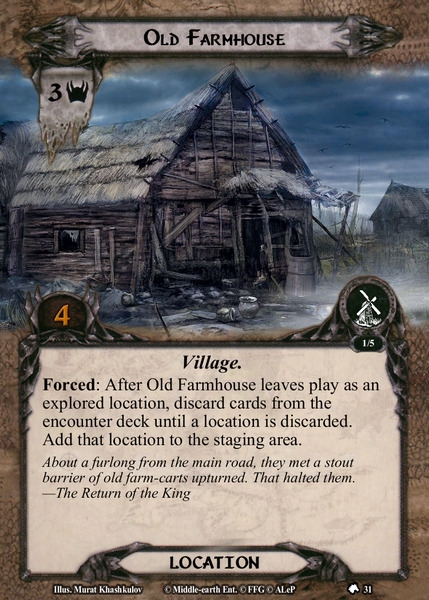 Old Farmhouse
3
4
1/5
Village.
Forced: After Old Farmhouse leaves play as an
explored location, discard cards from the
encounter deck until a location is discarded.
Add that location to the staging area.
About a furlong from the main road, they met a stout
barrier of old farm-carts upturned. That halted them.
—The Return of the King
LOCATION
Illus. Murat Khashkulov © Middle-earth Ent. © FFG © ALeP 31